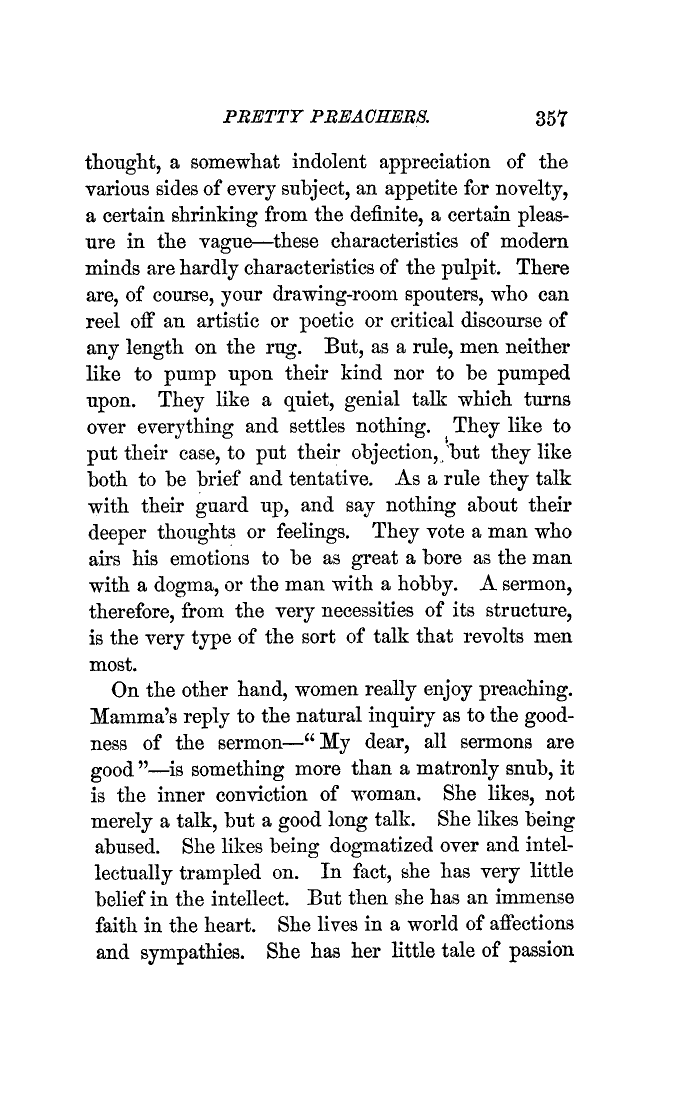 PRETTY PREACHERS. 357
thought, a somewhat indolent appreciation of the
various sides of every subject, an appetite for novelty,
a certain shrinking from the definite, a certain pleas-
ure in the vague—these characteristics of modern
minds are hardly characteristics of the pulpit. There
are, of course, your drawing-room spouters, who can
reel off an artistic or poetic or critical discourse of
any length on the rug. But, as a rule, men neither
like to pump upon their kind nor to be pumped
upon. They like a quiet, genial talk which turns
over everything and settles nothing. They like to
put their case, to put their objection, but they like
both to be brief and tentative. As a rule they talk
with their guard up, and say nothing about their
deeper thoughts or feelings. They vote a man who
airs his emotions to be as great a bore as the man
with a dogma, or the man with a hobby. A sermon,
therefore, from the very necessities of its structure,
is the very type of the sort of talk that revolts men
most.
On the other hand, women really enjoy preaching.
Mamma's reply to the natural inquiry as to the good-
ness of the sermon—“ My dear, all sermons are
good ”—is something more than a matronly snub, it
is the inner conviction of woman. She likes, not
merely a talk, but a good long talk. She likes being
abused. She likes being dogmatized over and intel-
lectually trampled on. In fact, she has very little
belief in the intellect. But then she has an immense
faith in the heart. She lives in a world of affections
and sympathies. She has her little tale of passion